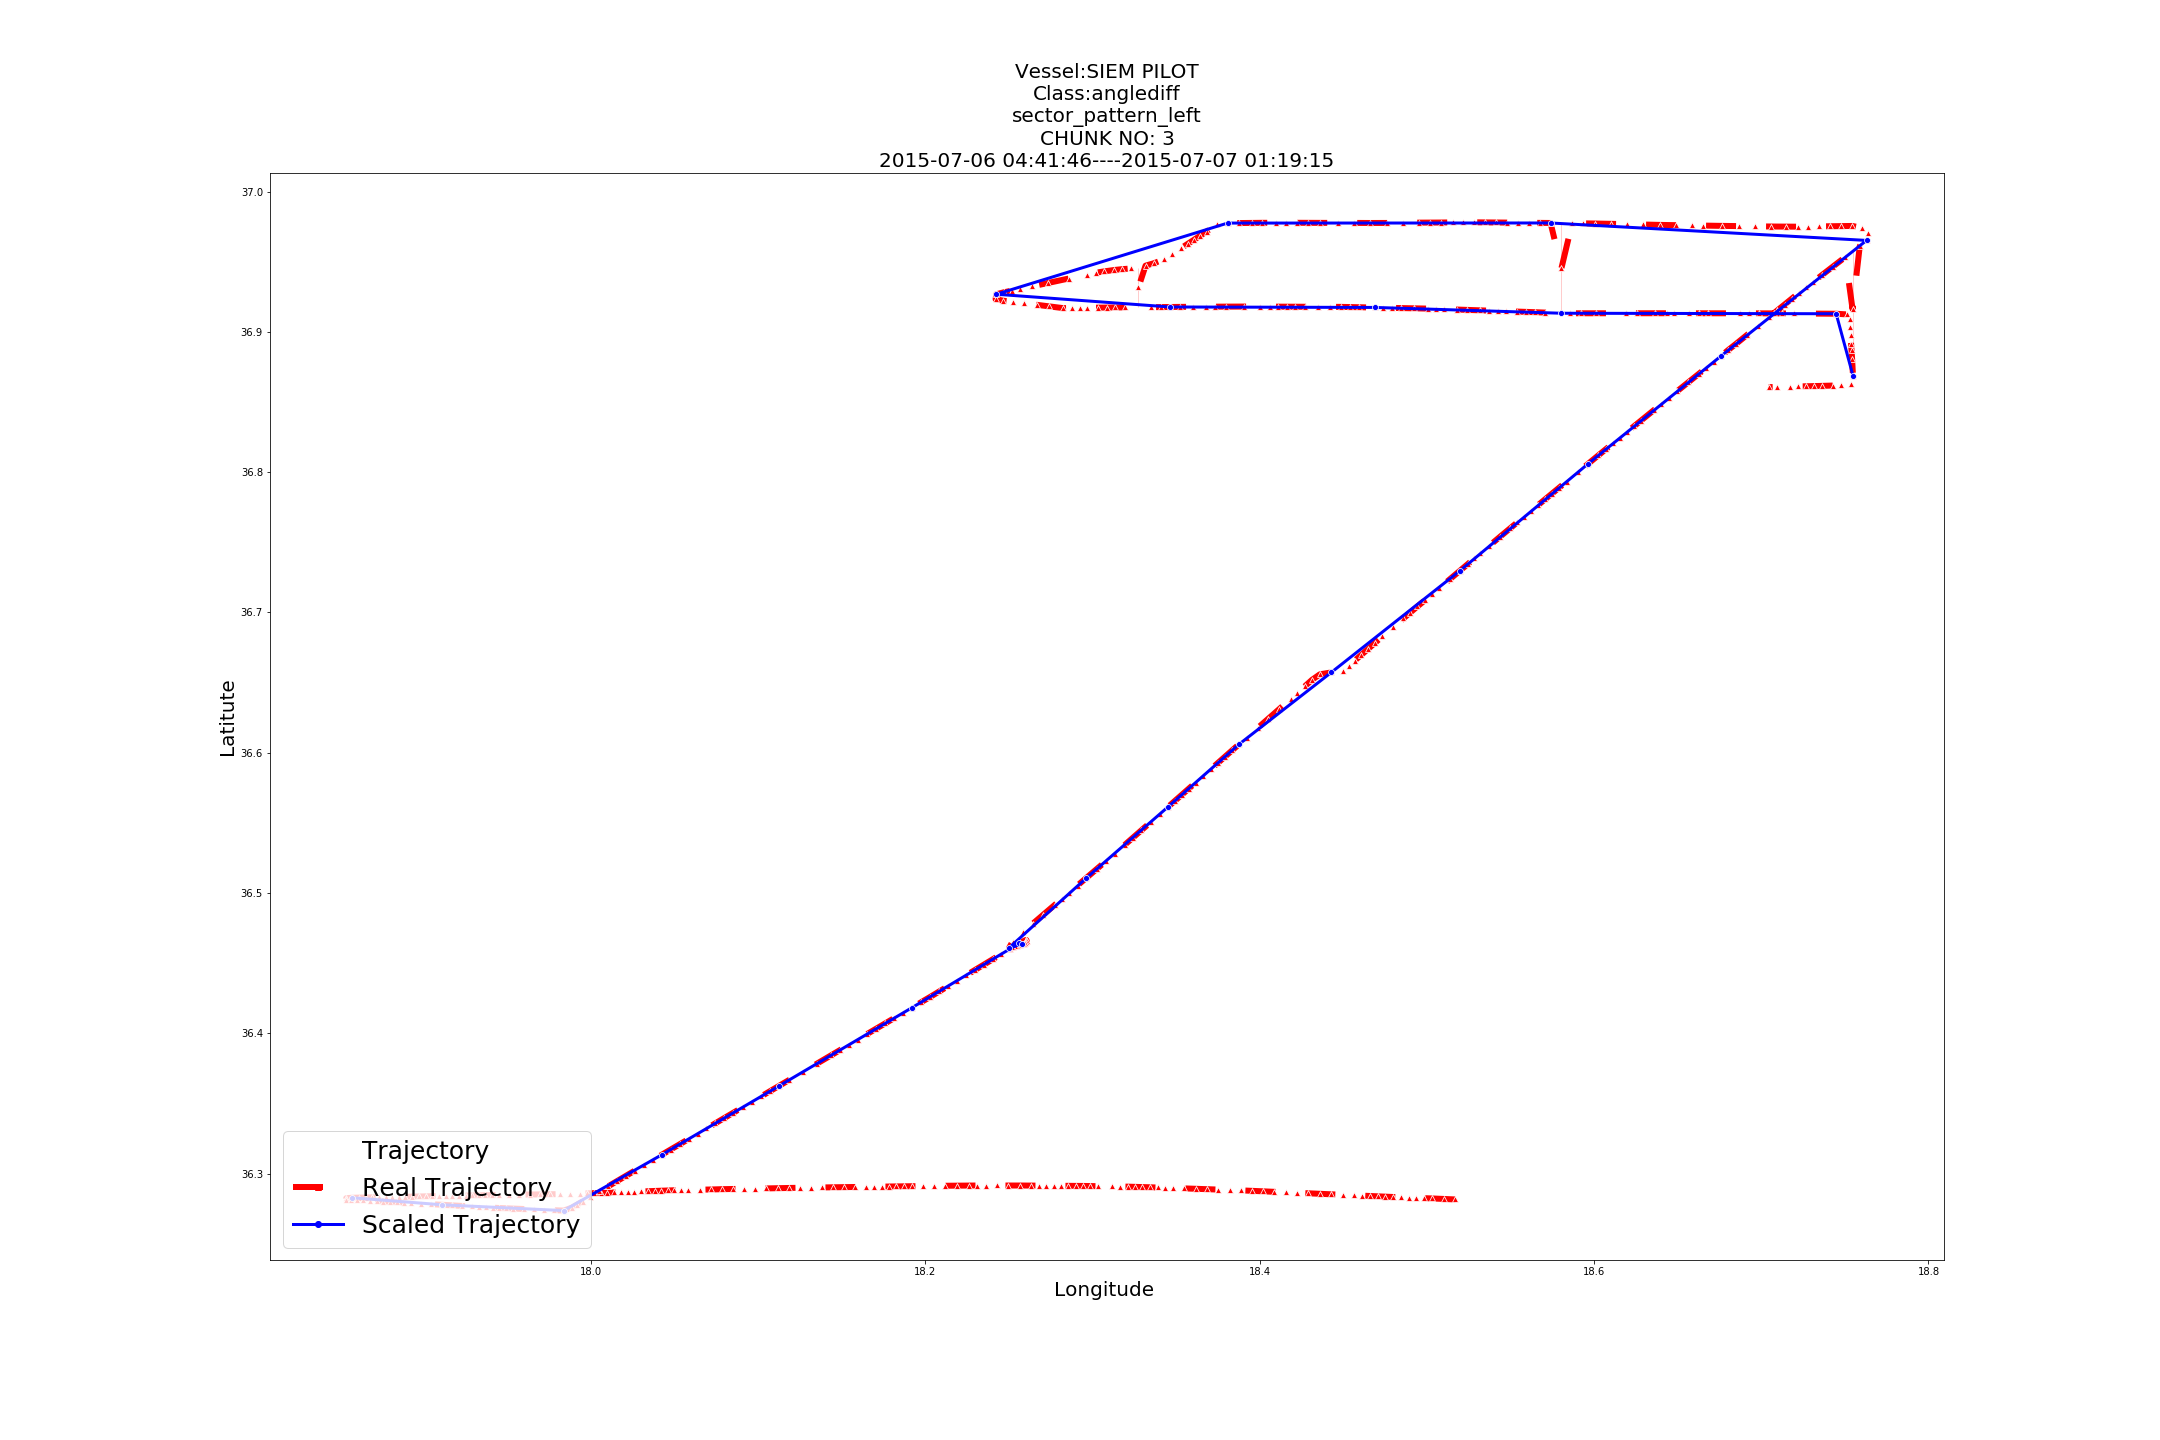 Vessel:SIEM PILOT
Class:anglediff
sector_pattern_left
CHUNK NO: 3
2015-07-06 04:41:46----2015-07-07 01:19:15
37.0
36.9
36.8
36.7
36.6
36.5
36.4
36.3
Latitute
Trajectory
Real Trajectory
Scaled Trajectory
18.0
18.2
18.4
18.6
18.8
Longitude